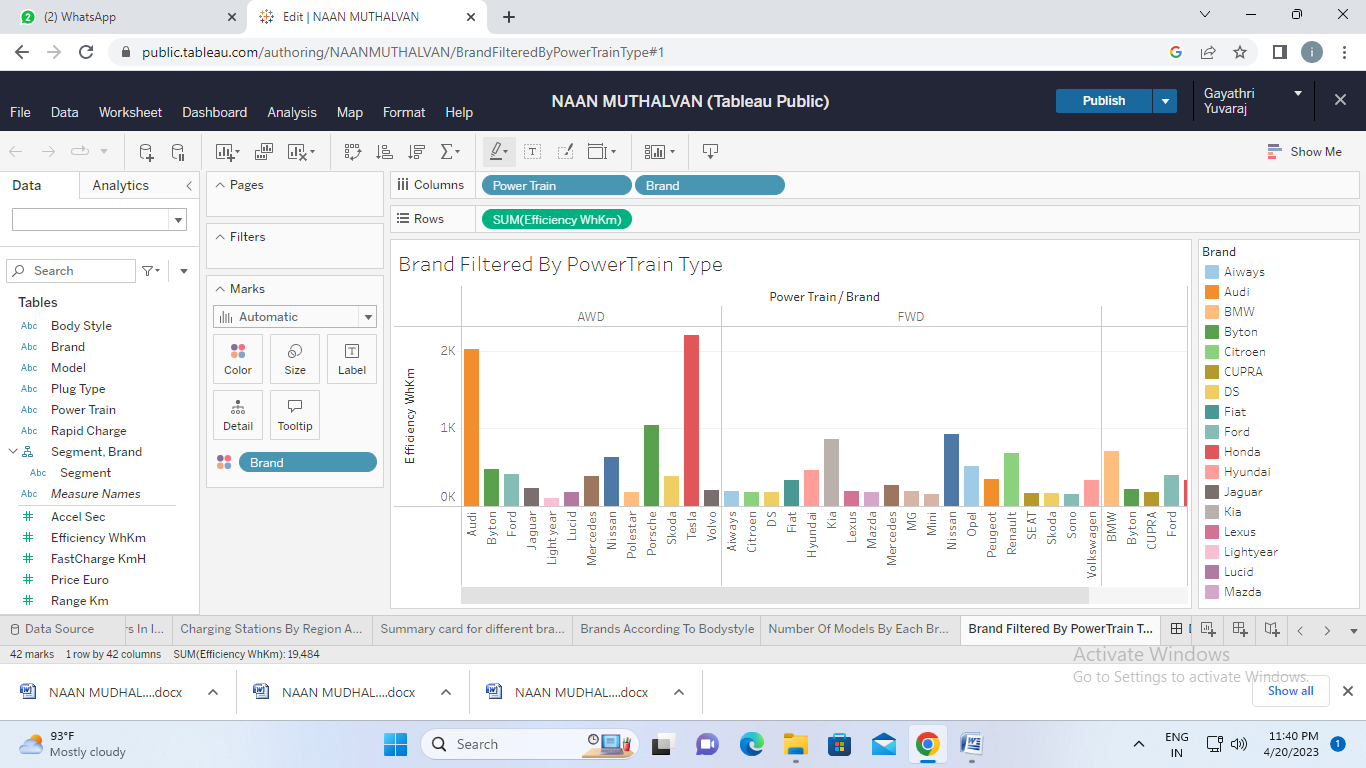 (2) WhatsApp
Edit | NAAN MUTHALVAN
public.tableau.com/authoring/NAANMUTHALVAN/BrandFilteredByPowerTrainType#1
NAAN MUTHALVAN (Tableau Public)
Publish
Gayathri
Yuvaraj
File Data Worksheet Dashboard Analysis Map Format Help
Show Me
Data Analytics
Search
Tables
Abc Body Style
Abc Brand
Abc Model
Abc Plug Type
Abc Power Train
Abc Rapid Charge
Segment, Brand
Abc Segment
Abc Measure Names
# Accel Sec
# Efficiency WhKm
# FastCharge KmH
# Price Euro
# Range Km
Pages
Filters
Marks
Automatic
Color Size Label
Detail Tooltip
Brand
Columns Power Train Brand
Rows SUM(Efficiency WhKm)
Brand Filtered By PowerTrain Type
Power Train / Brand
AWD FWD
Efficiency WhKm
2K
1K
0K
Audi
Byton
Ford
Jaguar
Lightyear
Lucid
Mercedes
Nissan
Polestar
Porsche
Skoda
Tesla
Volvo
Aiways
Citroen
DS
Fiat
Hyundai
Kia
Lexus
Mazda
Mercedes
MG
Mini
Nissan
Opel
Peugeot
Renault
SEAT
Skoda
Sono
Volkswagen
BMW
Byton
CUPRA
Ford
Brand
Aiways
Audi
BMW
Byton
Citroen
CUPRA
DS
Fiat
Ford
Honda
Hyundai
Jaguar
Kia
Lexus
Lightyear
Lucid
Mazda
Data Source
rs In I...
Charging Stations By Region A...
Summary card for different bra...
Brands According To Bodystyle
Number Of Models By Each Br...
Brand Filtered By PowerTrain T...
42 marks 1 row by 42 columns SUM(Efficiency WhKm): 19,484
Activate Windows
Go to Settings to activate Windows.
NAAN MUDHAL....docx
NAAN MUDHAL....docx
NAAN MUDHAL....docx
Show all
93°F
Mostly cloudy
Search
ENG
IN
11:40 PM
4/20/2023
1